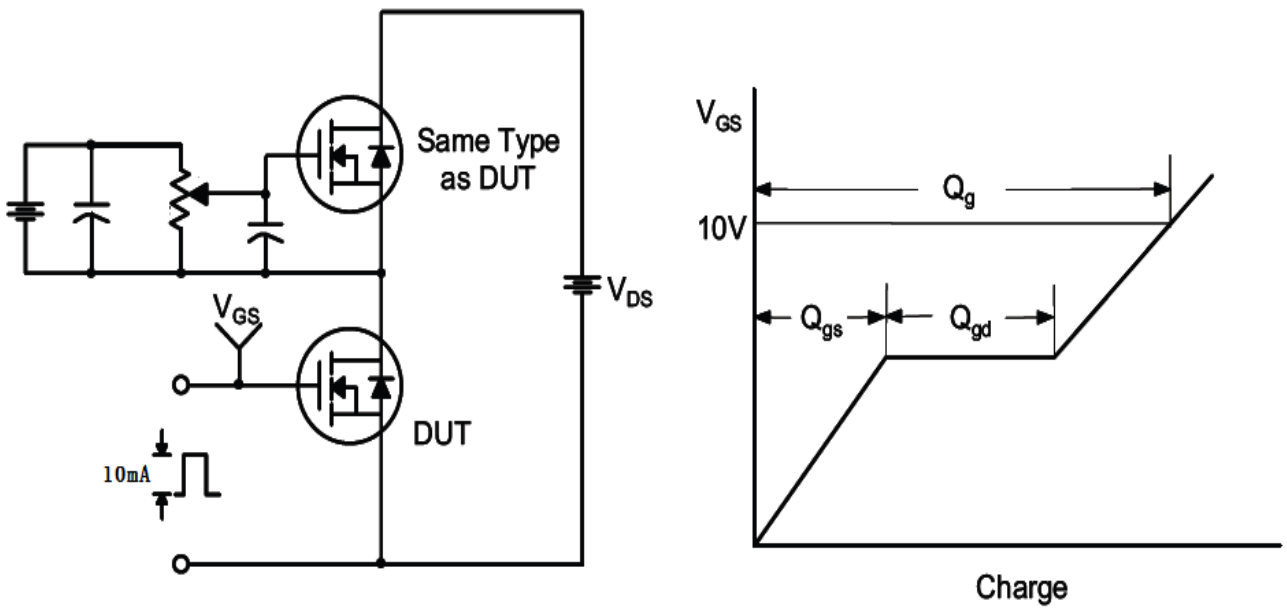 Same Type
as DUT
VGS
VDS
DUT
10mA
VGS
Qg
10V
Qgs
Qgd
Charge